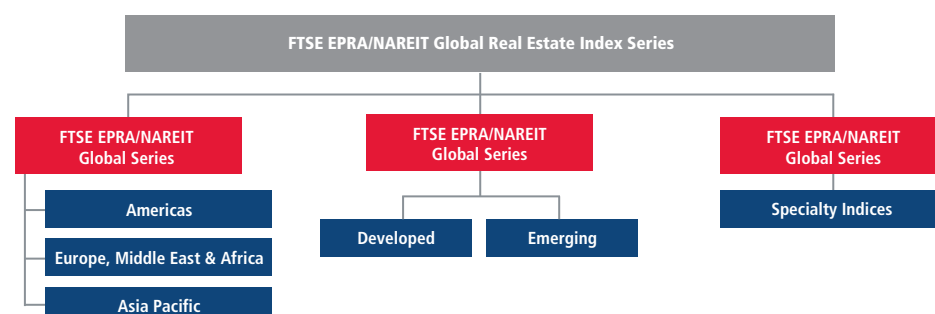 FTSE EPRA/NAREIT Global Real Estate Index Series
FTSE EPRA/NAREIT
Global Series
Americas
Europe, Middle East & Africa
Asia Pacific
FTSE EPRA/NAREIT
Global Series
Developed
Emerging
FTSE EPRA/NAREIT
Global Series
Specialty Indices